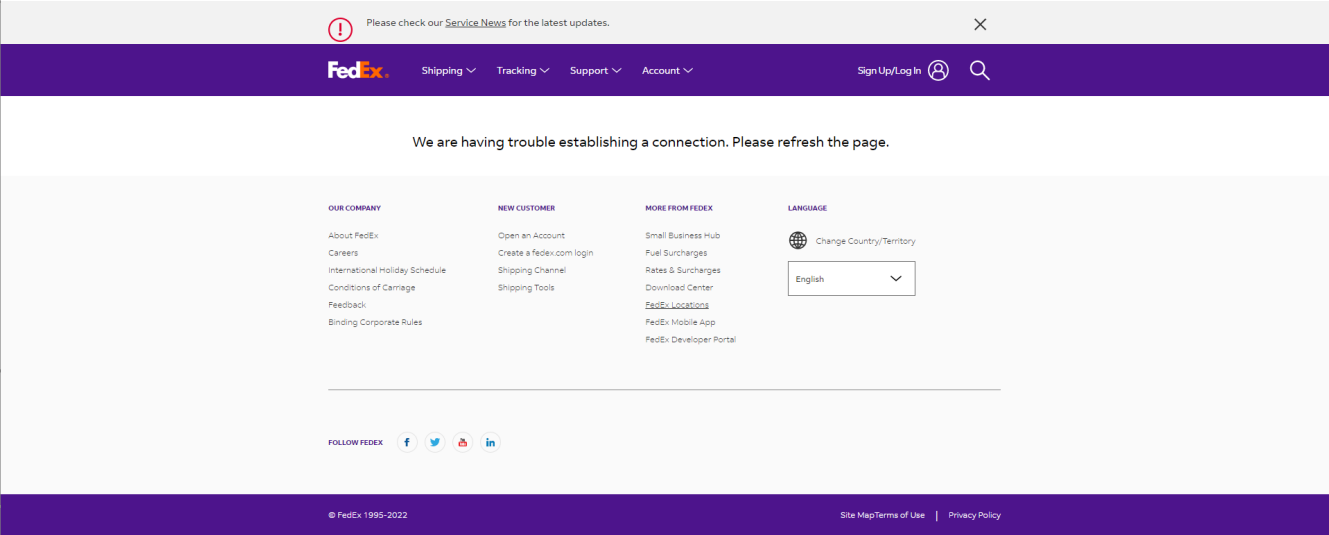 Please check our Service News for the latest updates.
FedEx®
Shipping
Tracking
Support
Account
Sign Up/Log In
We are having trouble establishing a connection. Please refresh the page.
OUR COMPANY
About FedEx
Careers
International Holiday Schedule
Conditions of Carriage
Feedback
Binding Corporate Rules
NEW CUSTOMER
Open an Account
Create a fedex.com login
Shipping Channel
Shipping Tools
MORE FROM FEDEX
Small Business Hub
Fuel Surcharges
Rates & Surcharges
Download Center
FedEx Locations
FedEx Mobile App
FedEx Developer Portal
LANGUAGE
Change Country/Territory
English
FOLLOW FEDEX
© FedEx 1995-2022
Site MapTerms of Use | Privacy Policy